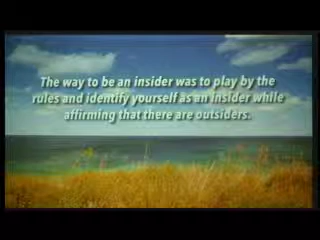 The way to be an insider was to play by the
rules and identify yourself as an insider while
affirming that there are outsiders.